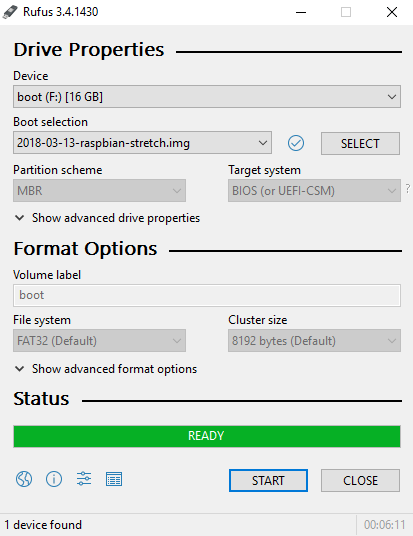 Rufus 3.4.1430
Drive Properties
Device
boot (F:) [16 GB]
Boot selection
2018-03-13-raspbian-stretch.img
SELECT
Partition scheme
Target system
MBR
BIOS (or UEFI-CSM)
?
Show advanced drive properties
Format Options
Volume label
boot
File system
Cluster size
FAT32 (Default)
8192 bytes (Default)
Show advanced format options
Status
READY
START
CLOSE
1 device found
00:06:11